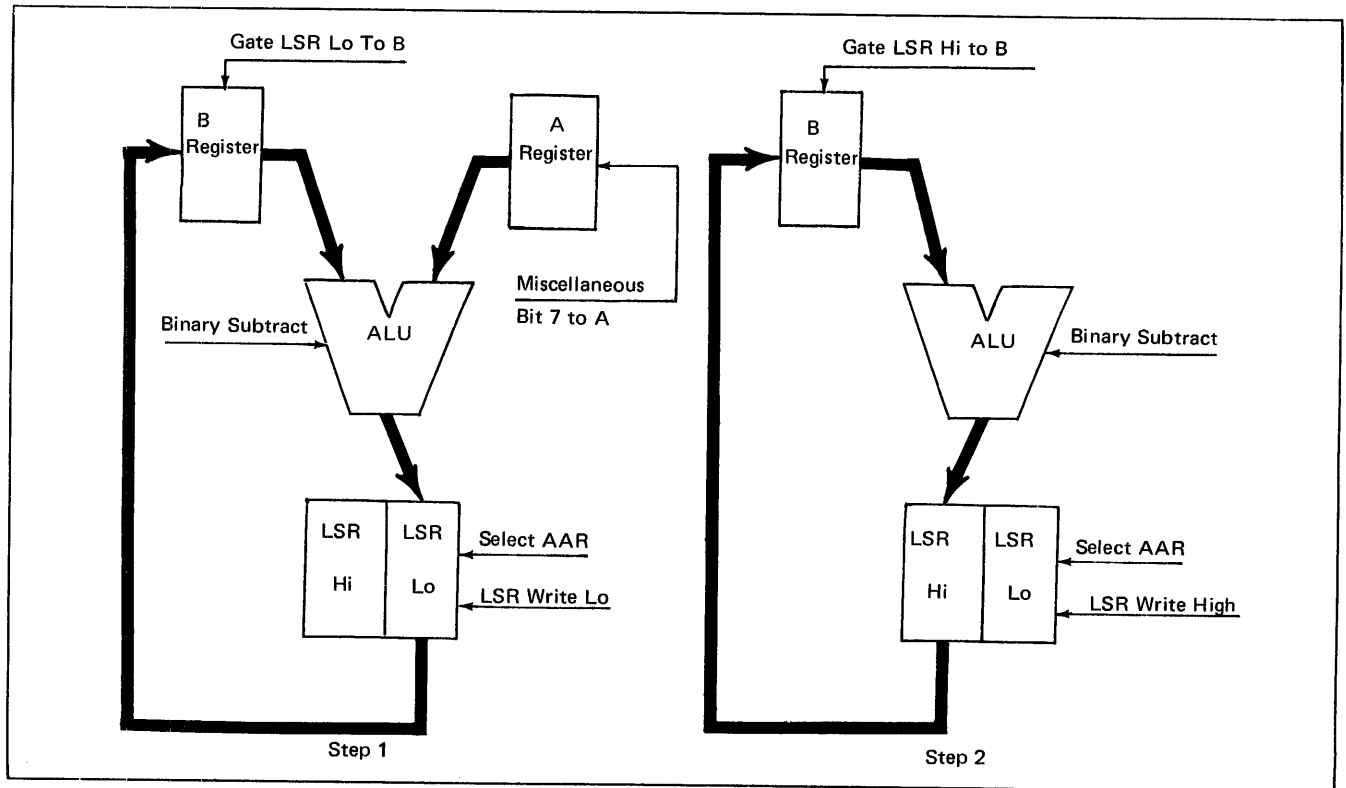 Gate LSR Lo To B
B
Register
A
Register
Miscellaneous
Bit 7 to A
Binary Subtract
ALU
LSR
Hi
LSR
Lo
Select AAR
LSR Write Lo
Step 1
Gate LSR Hi to B
B
Register
ALU
Binary Subtract
LSR
Hi
LSR
Lo
Select AAR
LSR Write High
Step 2